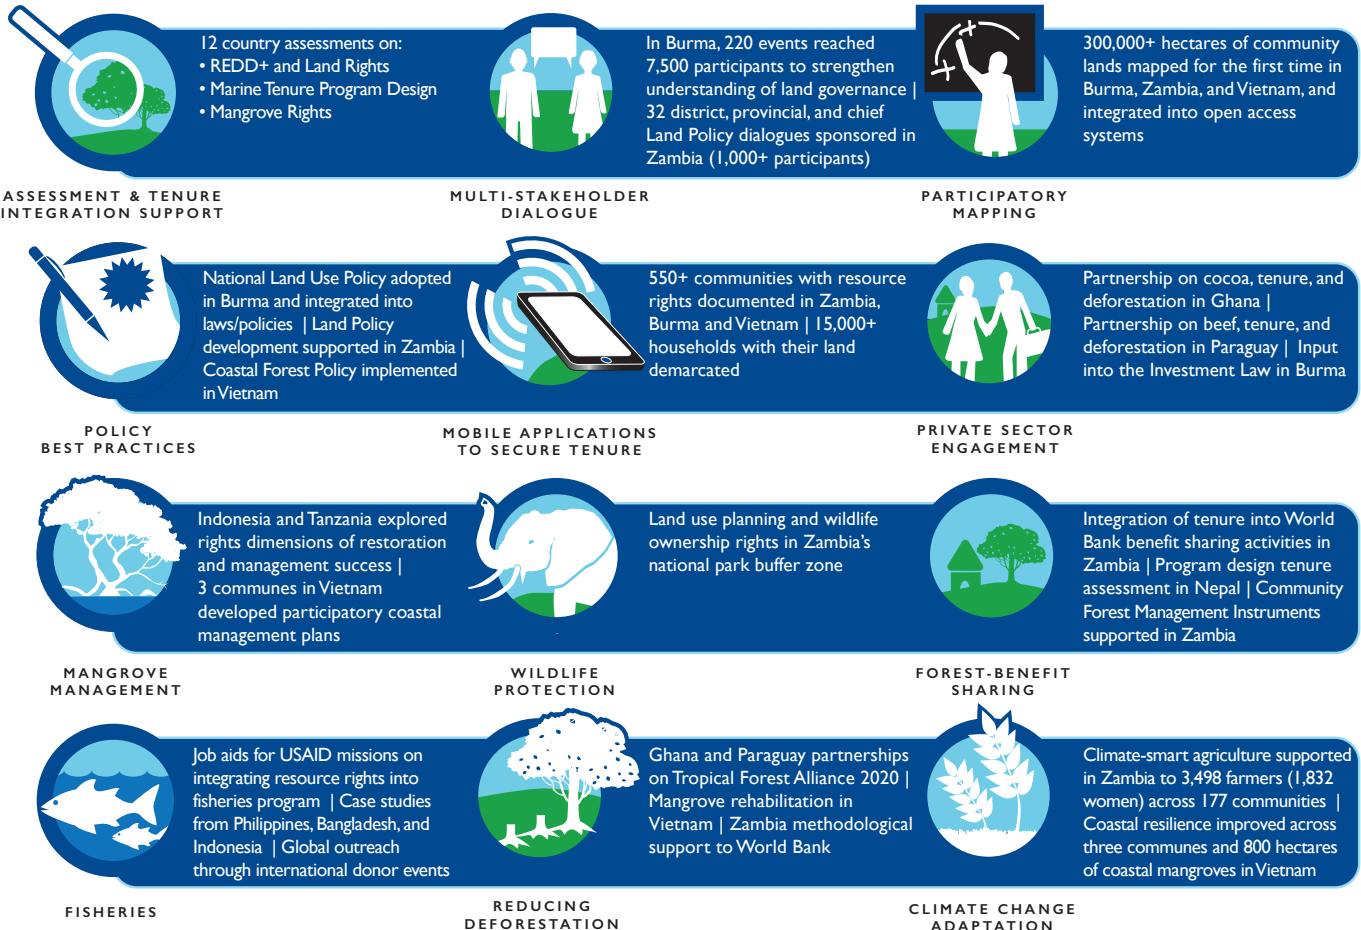 12 country assessments on:
• REDD+ and Land Rights
• Marine Tenure Program Design
• Mangrove Rights
ASSESSMENT & TENURE
INTEGRATION SUPPORT
In Burma, 220 events reached
7,500 participants to strengthen
understanding of land governance |
32 district, provincial, and chief
Land Policy dialogues sponsored in
Zambia (1,000+ participants)
MULTI-STAKEHOLDER
DIALOGUE
300,000+ hectares of community
lands mapped for the first time in
Burma, Zambia, and Vietnam, and
integrated into open access
systems
PARTICIPATORY
MAPPING
National Land Use Policy adopted
in Burma and integrated into
laws/policies | Land Policy
development supported in Zambia |
Coastal Forest Policy implemented
in Vietnam
POLICY
BEST PRACTICES
550+ communities with resource
rights documented in Zambia,
Burma and Vietnam | 15,000+
households with their land
demarcated
MOBILE APPLICATIONS
TO SECURE TENURE
Partnership on cocoa, tenure, and
deforestation in Ghana |
Partnership on beef, tenure, and
deforestation in Paraguay | Input
into the Investment Law in Burma
PRIVATE SECTOR
ENGAGEMENT
Indonesia and Tanzania explored
rights dimensions of restoration
and management success |
3 communes in Vietnam
developed participatory coastal
management plans
MANGROVE
MANAGEMENT
Land use planning and wildlife
ownership rights in Zambia's
national park buffer zone
WILDLIFE
PROTECTION
Integration of tenure into World
Bank benefit sharing activities in
Zambia | Program design tenure
assessment in Nepal | Community
Forest Management Instruments
supported in Zambia
FOREST-BENEFIT
SHARING
Job aids for USAID missions on
integrating resource rights into
fisheries program | Case studies
from Philippines, Bangladesh, and
Indonesia | Global outreach
through international donor events
FISHERIES
Ghana and Paraguay partnerships
on Tropical Forest Alliance 2020 |
Mangrove rehabilitation in
Vietnam | Zambia methodological
support to World Bank
REDUCING
DEFORESTATION
Climate-smart agriculture supported
in Zambia to 3,498 farmers (1,832
women) across 177 communities |
Coastal resilience improved across
three communes and 800 hectares
of coastal mangroves in Vietnam
CLIMATE CHANGE
ADAPTATION